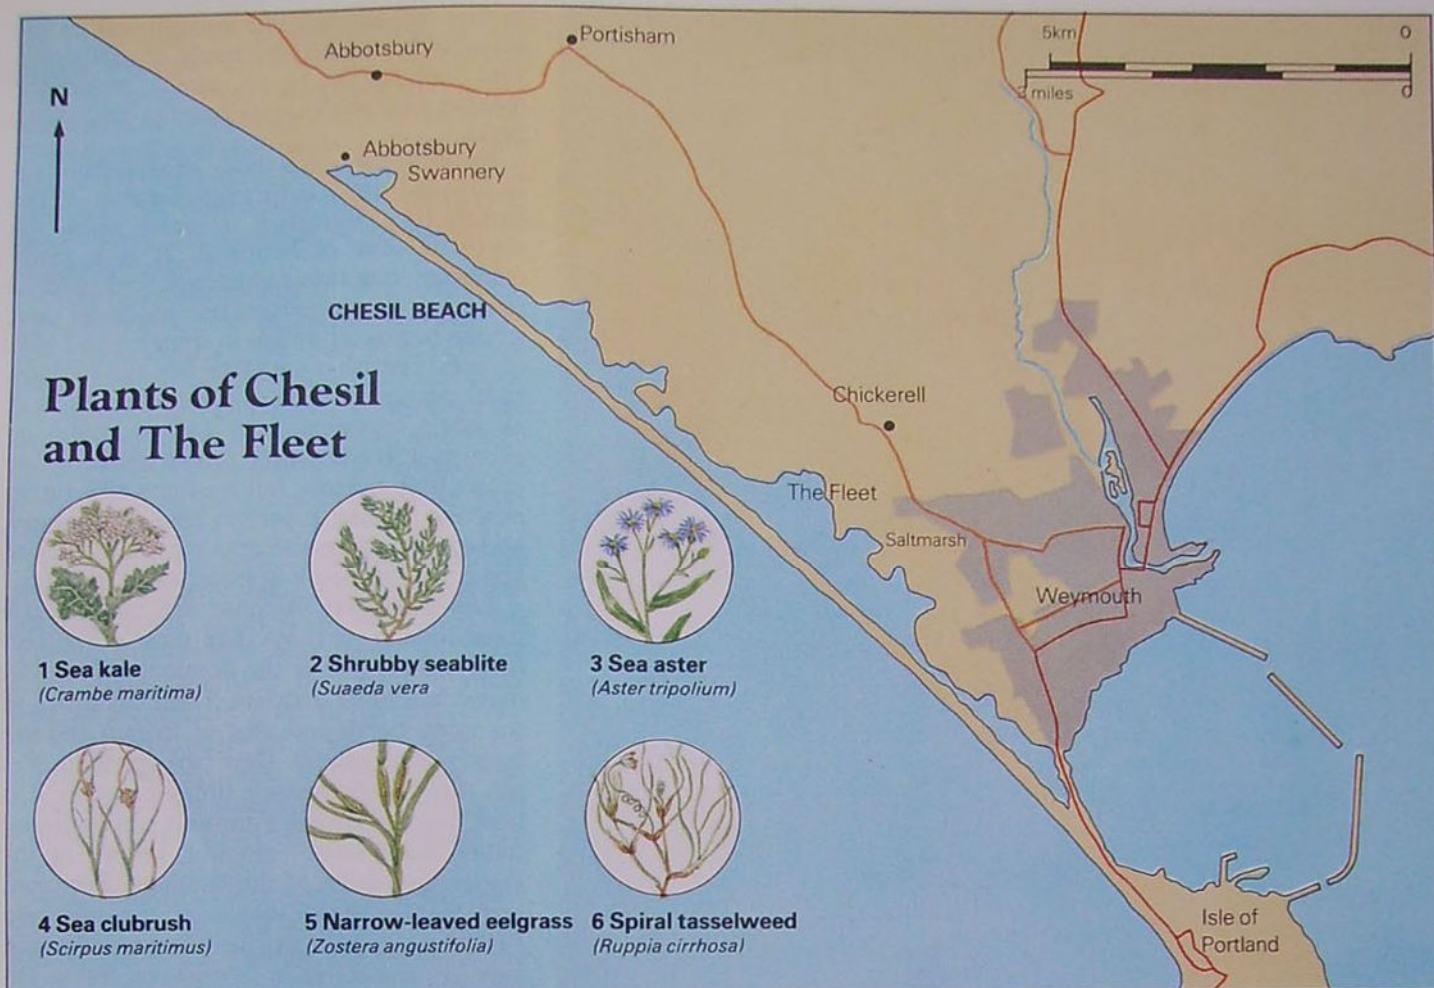 Abbotsbury
Portisham
5km 0
2 miles 0
N
Abbotsbury
Swannery
CHESIL BEACH
Plants of Chesil
and The Fleet
Chickerell
The Fleet
Saltmarsh
Weymouth
1 Sea kale
(Crambe maritima)
2 Shrubby seablite
(Suaeda vera
3 Sea aster
(Aster tripolium)
4 Sea clubrush
(Scirpus maritimus)
5 Narrow-leaved eelgrass
(Zostera angustifolia)
6 Spiral tasselweed
(Ruppia cirrhosa)
Isle of
Portland